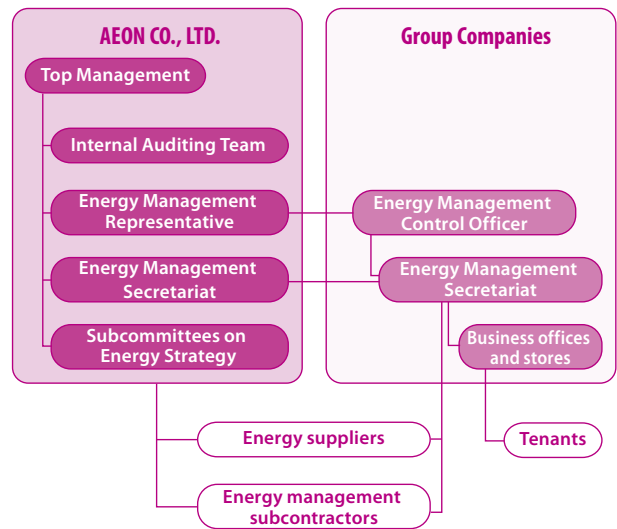 AEON CO., LTD.
Top Management
Internal Auditing Team
Energy Management
Representative
Energy Management
Secretariat
Subcommittees on
Energy Strategy
Group Companies
Energy Management
Control Officer
Energy Management
Secretariat
Business offices
and stores
Energy suppliers
Tenants
Energy management
subcontractors